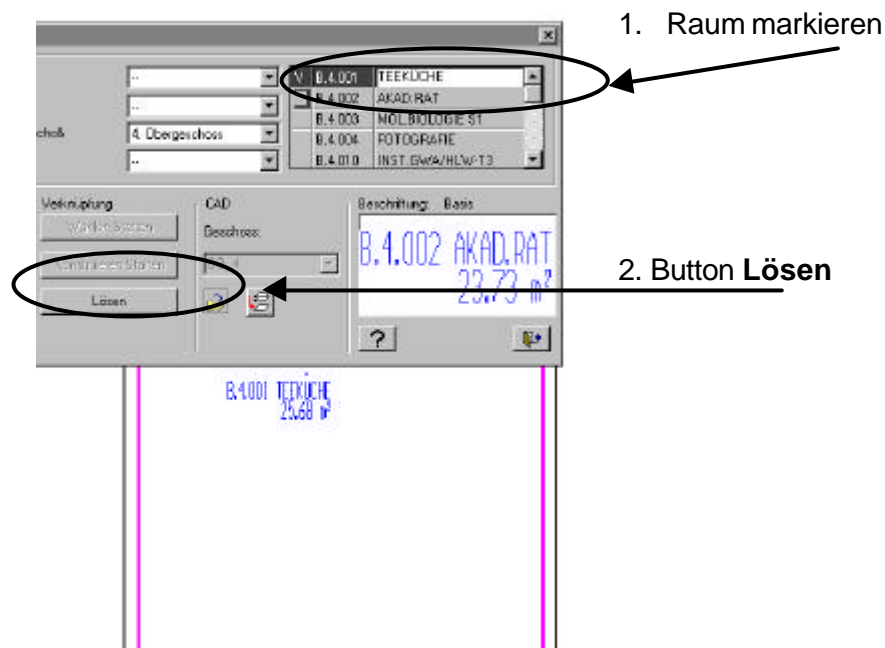 1. Raum markieren
V B.4.001 TEEKÜCHE
B.4.002 AKAD.RAT
B.4.003 MOL.BIOLOGIE S1
choß 4. Obergeschoss
B.4.004 FOTOGRAFIE
B.4.010 INST.GWA/HLW-T3
Verknüpfung
CAD
Beschriftung: Basis
Geschoss:
B.4.002 AKAD.RAT
23.73 m²
2. Button Lösen
Lösen
?
B.4.001 TEEKÜCHE
25.68 m²